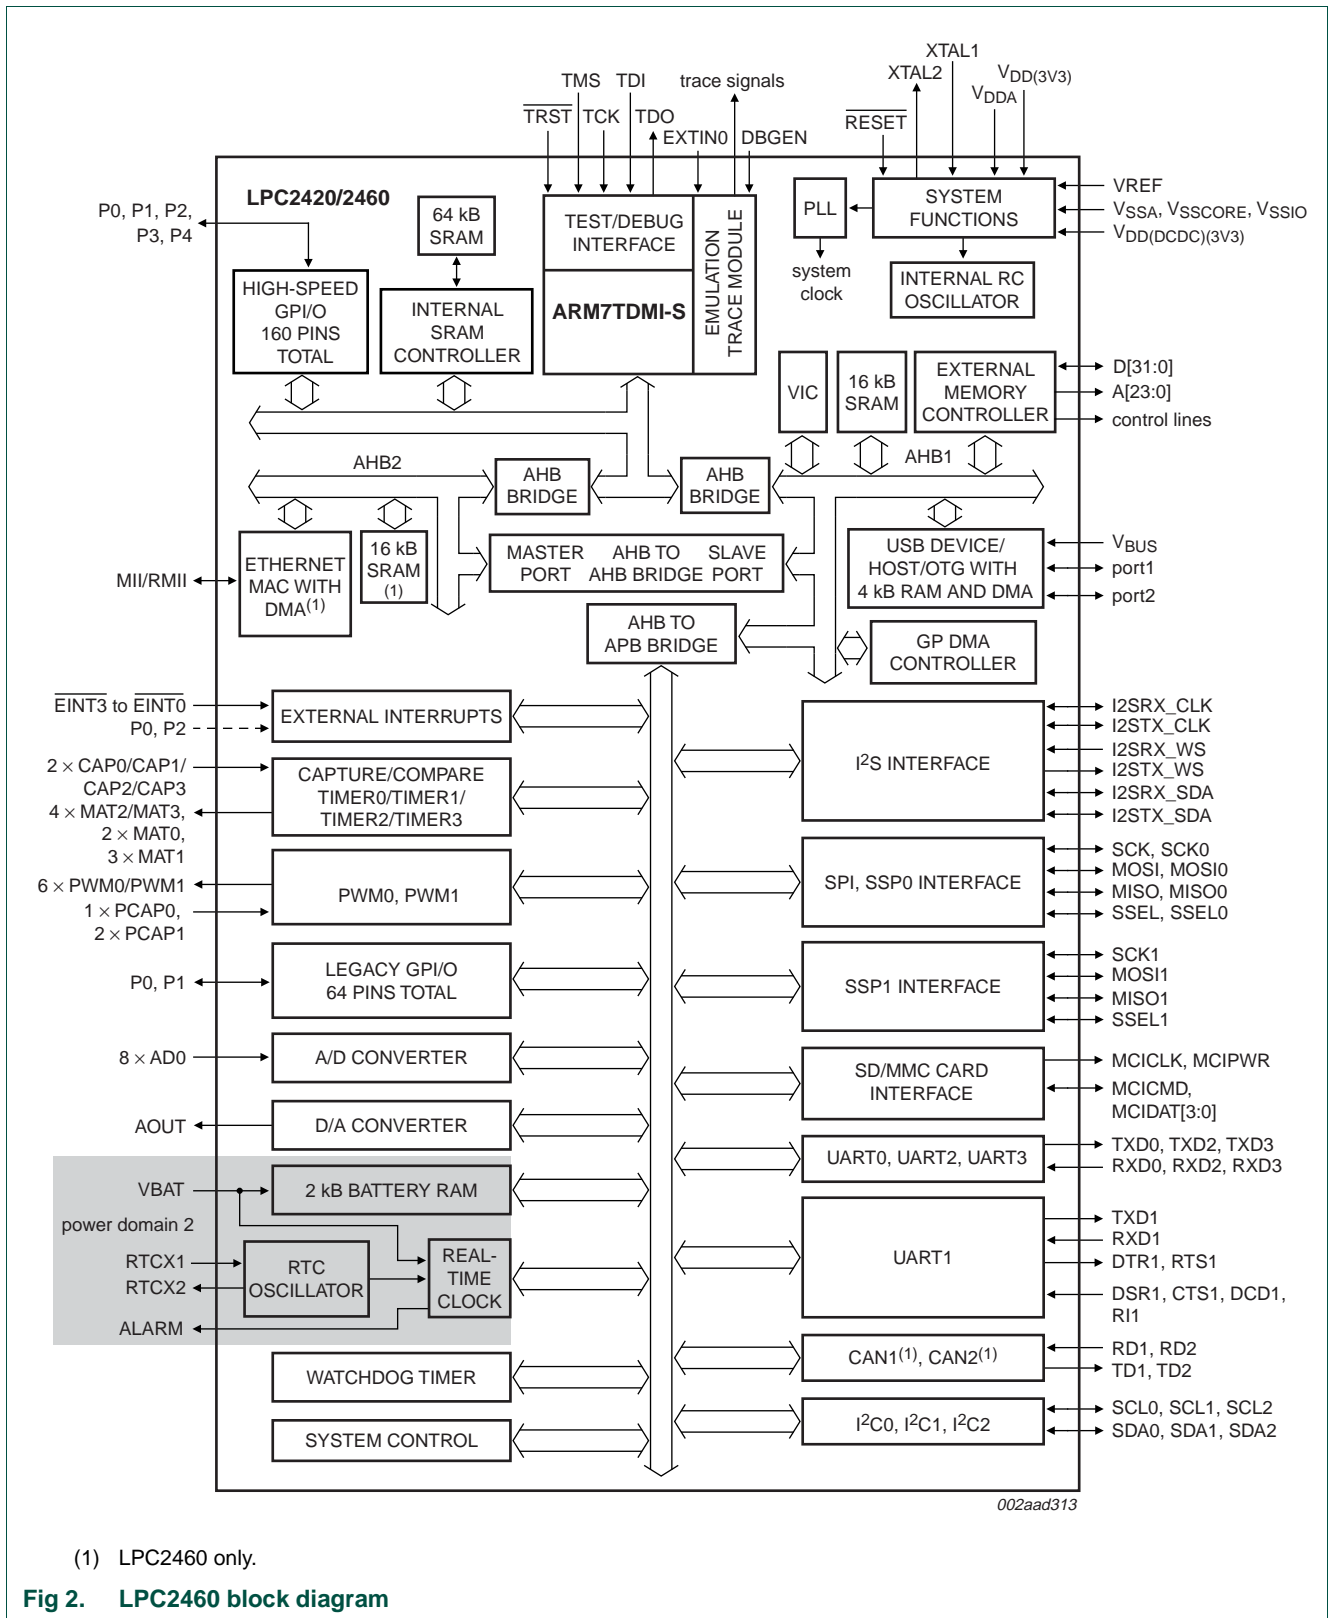 XTAL1
XTAL2
VDD(3V3)
VDDA
RESET
TMS TDI trace signals
TRST TCK TDO
EXTIN0 DBGEN
LPC2420/2460
P0, P1, P2,
P3, P4
64 kB
SRAM
TEST/DEBUG
INTERFACE
EMULATION
TRACE MODULE
PLL
SYSTEM
FUNCTIONS
VREF
VSSA, VSSCORE, VSSIO
VDD(DCDC)(3V3)
system
clock
INTERNAL RC
OSCILLATOR
HIGH-SPEED
GPI/O
160 PINS
TOTAL
INTERNAL
SRAM
CONTROLLER
ARM7TDMI-S
VIC
16 kB
SRAM
EXTERNAL
MEMORY
CONTROLLER
D[31:0]
A[23:0]
control lines
AHB2
AHB
BRIDGE
AHB
BRIDGE
AHB1
ETHERNET
MAC WITH
DMA(1)
MII/RMII
16 kB
SRAM
(1)
MASTER
PORT
AHB TO
AHB BRIDGE
SLAVE
PORT
USB DEVICE/
HOST/OTG WITH
4 kB RAM AND DMA
VBUS
port1
port2
AHB TO
APB BRIDGE
GP DMA
CONTROLLER
EINT3 to EINT0
P0, P2
EXTERNAL INTERRUPTS
2 × CAP0/CAP1/
CAP2/CAP3
4 × MAT2/MAT3,
2 × MAT0,
3 × MAT1
CAPTURE/COMPARE
TIMER0/TIMER1/
TIMER2/TIMER3
6 × PWM0/PWM1
1 × PCAP0,
2 × PCAP1
PWM0, PWM1
P0, P1
LEGACY GPI/O
64 PINS TOTAL
8 × AD0
A/D CONVERTER
AOUT
D/A CONVERTER
VBAT
2 kB BATTERY RAM
power domain 2
RTCX1
RTCX2
RTC
OSCILLATOR
REAL-
TIME
CLOCK
ALARM
WATCHDOG TIMER
SYSTEM CONTROL
I2S INTERFACE
I2SRX_CLK
I2STX_CLK
I2SRX_WS
I2STX_WS
I2SRX_SDA
I2STX_SDA
SPI, SSP0 INTERFACE
SCK, SCK0
MOSI, MOSI0
MISO, MISO0
SSEL, SSEL0
SSP1 INTERFACE
SCK1
MOSI1
MISO1
SSEL1
SD/MMC CARD
INTERFACE
MCICLK, MCIPWR
MCICMD,
MCIDAT[3:0]
UART0, UART2, UART3
TXD0, TXD2, TXD3
RXD0, RXD2, RXD3
UART1
TXD1
RXD1
DTR1, RTS1
DSR1, CTS1, DCD1,
RI1
CAN1(1), CAN2(1)
RD1, RD2
TD1, TD2
I2C0, I2C1, I2C2
SCL0, SCL1, SCL2
SDA0, SDA1, SDA2
002aad313
(1) LPC2460 only.
Fig 2. LPC2460 block diagram